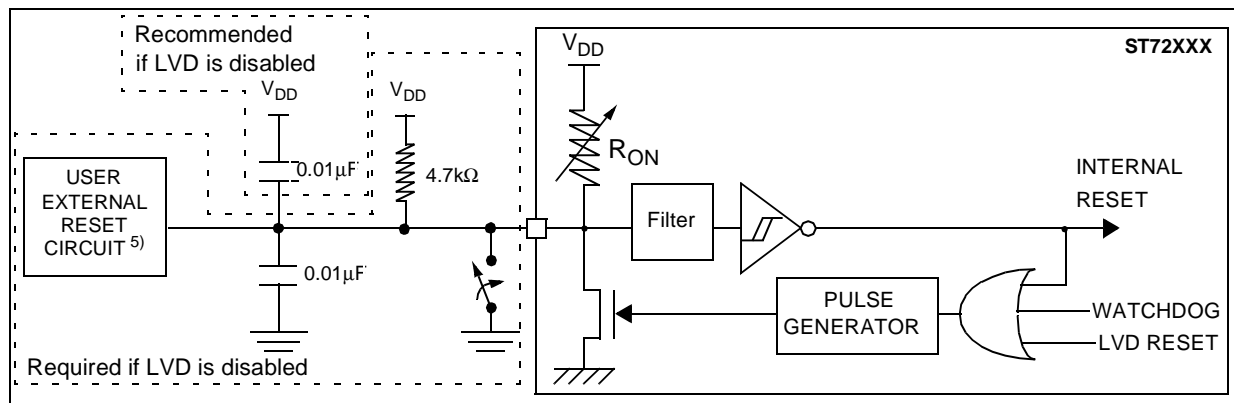 Recommended
if LVD is disabled
VDD
0.01μF
VDD
4.7kΩ
USER
EXTERNAL
RESET
CIRCUIT 5)
0.01μF
Required if LVD is disabled
ST72XXX
VDD
RON
Filter
INTERNAL
RESET
PULSE
GENERATOR
WATCHDOG
LVD RESET